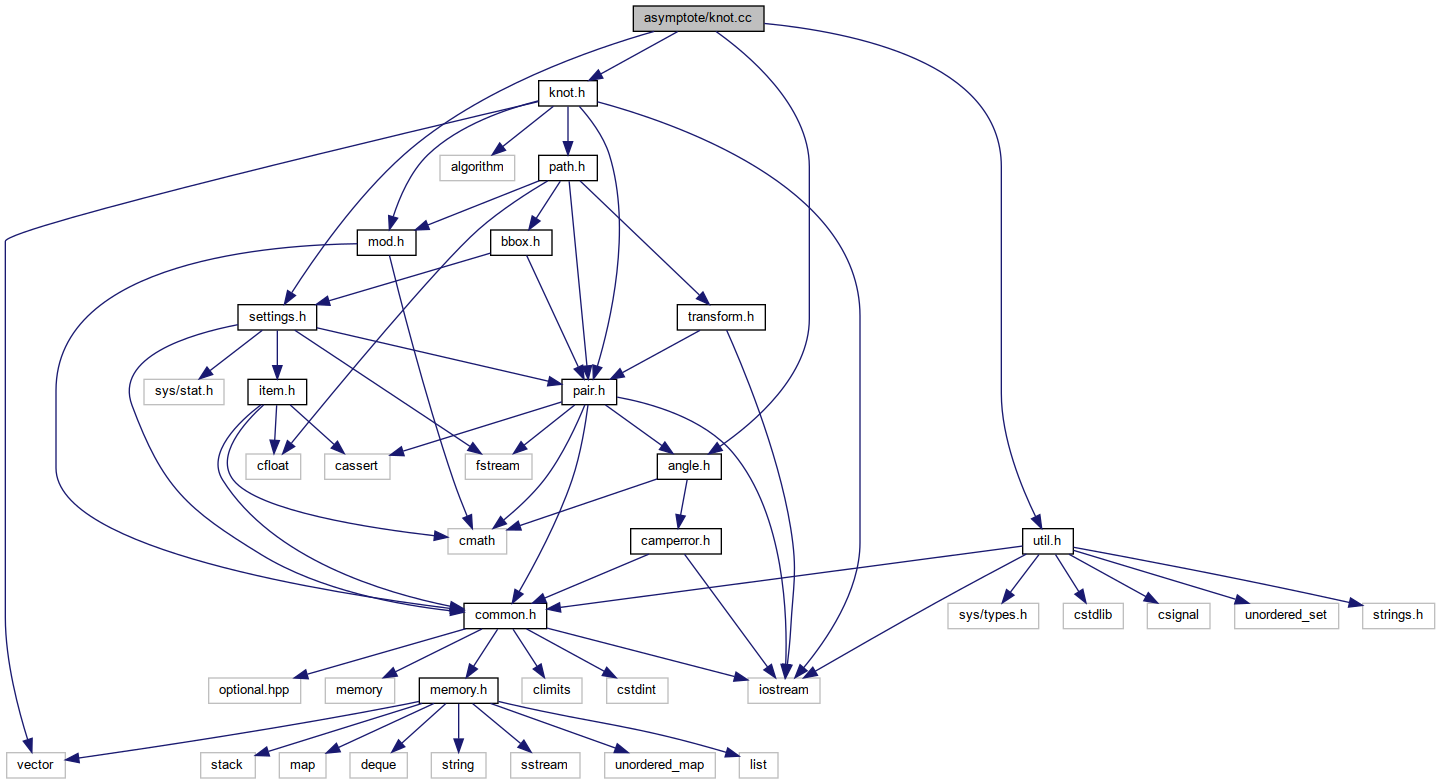 asymptote/knot.cc
knot.h
algorithm
path.h
mod.h
bbox.h
settings.h
transform.h
sys/stat.h
item.h
pair.h
cfloat
cassert
fstream
angle.h
cmath
camperror.h
util.h
common.h
sys/types.h
cstdlib
csignal
unordered_set
strings.h
optional.hpp
memory
memory.h
climits
cstdint
iostream
vector
stack
map
deque
string
sstream
unordered_map
list